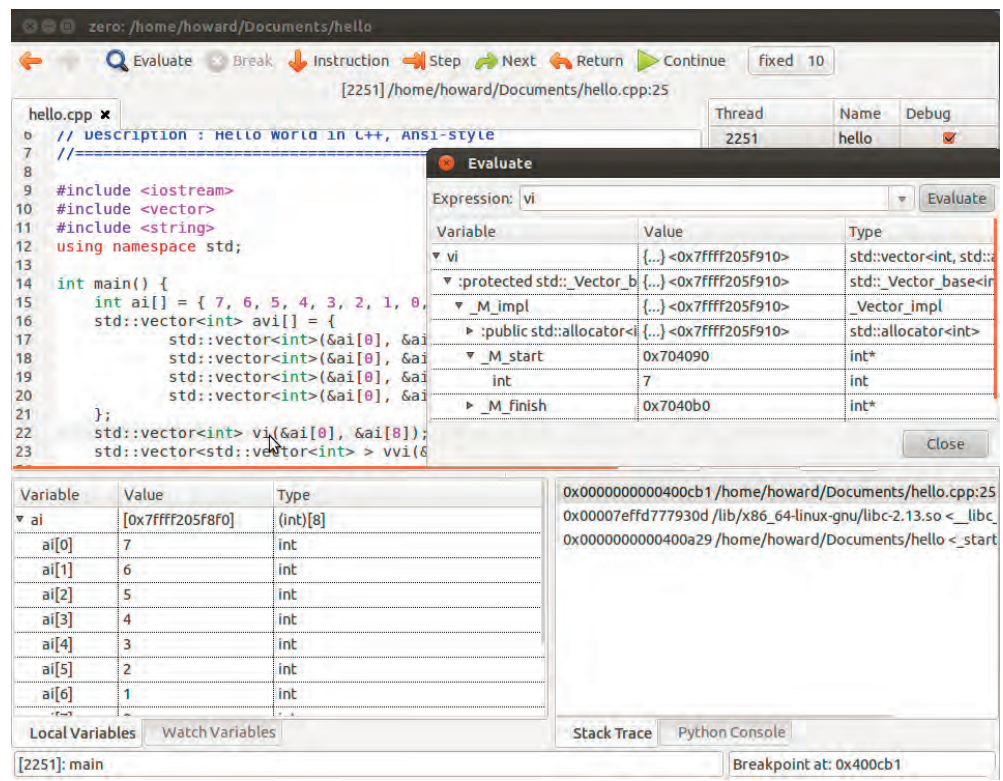 zero: /home/howard/Documents/hello
Evaluate Break Instruction Step Next Return Continue fixed 10
[2251] /home/howard/Documents/hello.cpp:25
hello.cpp
Thread Name Debug
2251 hello
6 // Description : Hello World in C++, Ansi-style
7 //=======================================
8
9 #include <iostream>
10 #include <vector>
11 #include <string>
12 using namespace std;
13
14 int main() {
15 int ai[] = { 7, 6, 5, 4, 3, 2, 1, 0,
16 std::vector<int> avi[] = {
17 std::vector<int>(&ai[0], &ai
18 std::vector<int>(&ai[0], &ai
19 std::vector<int>(&ai[0], &ai
20 std::vector<int>(&ai[0], &ai
21 };
22 std::vector<int> vi(&ai[0], &ai[8]);
23 std::vector<std::vector<int> > vvi(&
Evaluate
Expression: vi Evaluate
Variable Value Type
vi {...} <0x7ffff205f910> std::vector<int, std::a
:protected std::_Vector_b {...} <0x7ffff205f910> std::_Vector_base<in
_M_impl {...} <0x7ffff205f910> _Vector_impl
:public std::allocator<i {...} <0x7ffff205f910> std::allocator<int>
_M_start 0x704090 int*
int 7 int
_M_finish 0x7040b0 int*
Close
Variable Value Type
ai [0x7ffff205f8f0] (int)[8]
ai[0] 7 int
ai[1] 6 int
ai[2] 5 int
ai[3] 4 int
ai[4] 3 int
ai[5] 2 int
ai[6] 1 int
Local Variables Watch Variables
0x0000000000400cb1 /home/howard/Documents/hello.cpp:25
0x00007effd777930d /lib/x86_64-linux-gnu/libc-2.13.so <__libc_
0x0000000000400a29 /home/howard/Documents/hello <_start
Stack Trace Python Console
[2251]: main
Breakpoint at: 0x400cb1